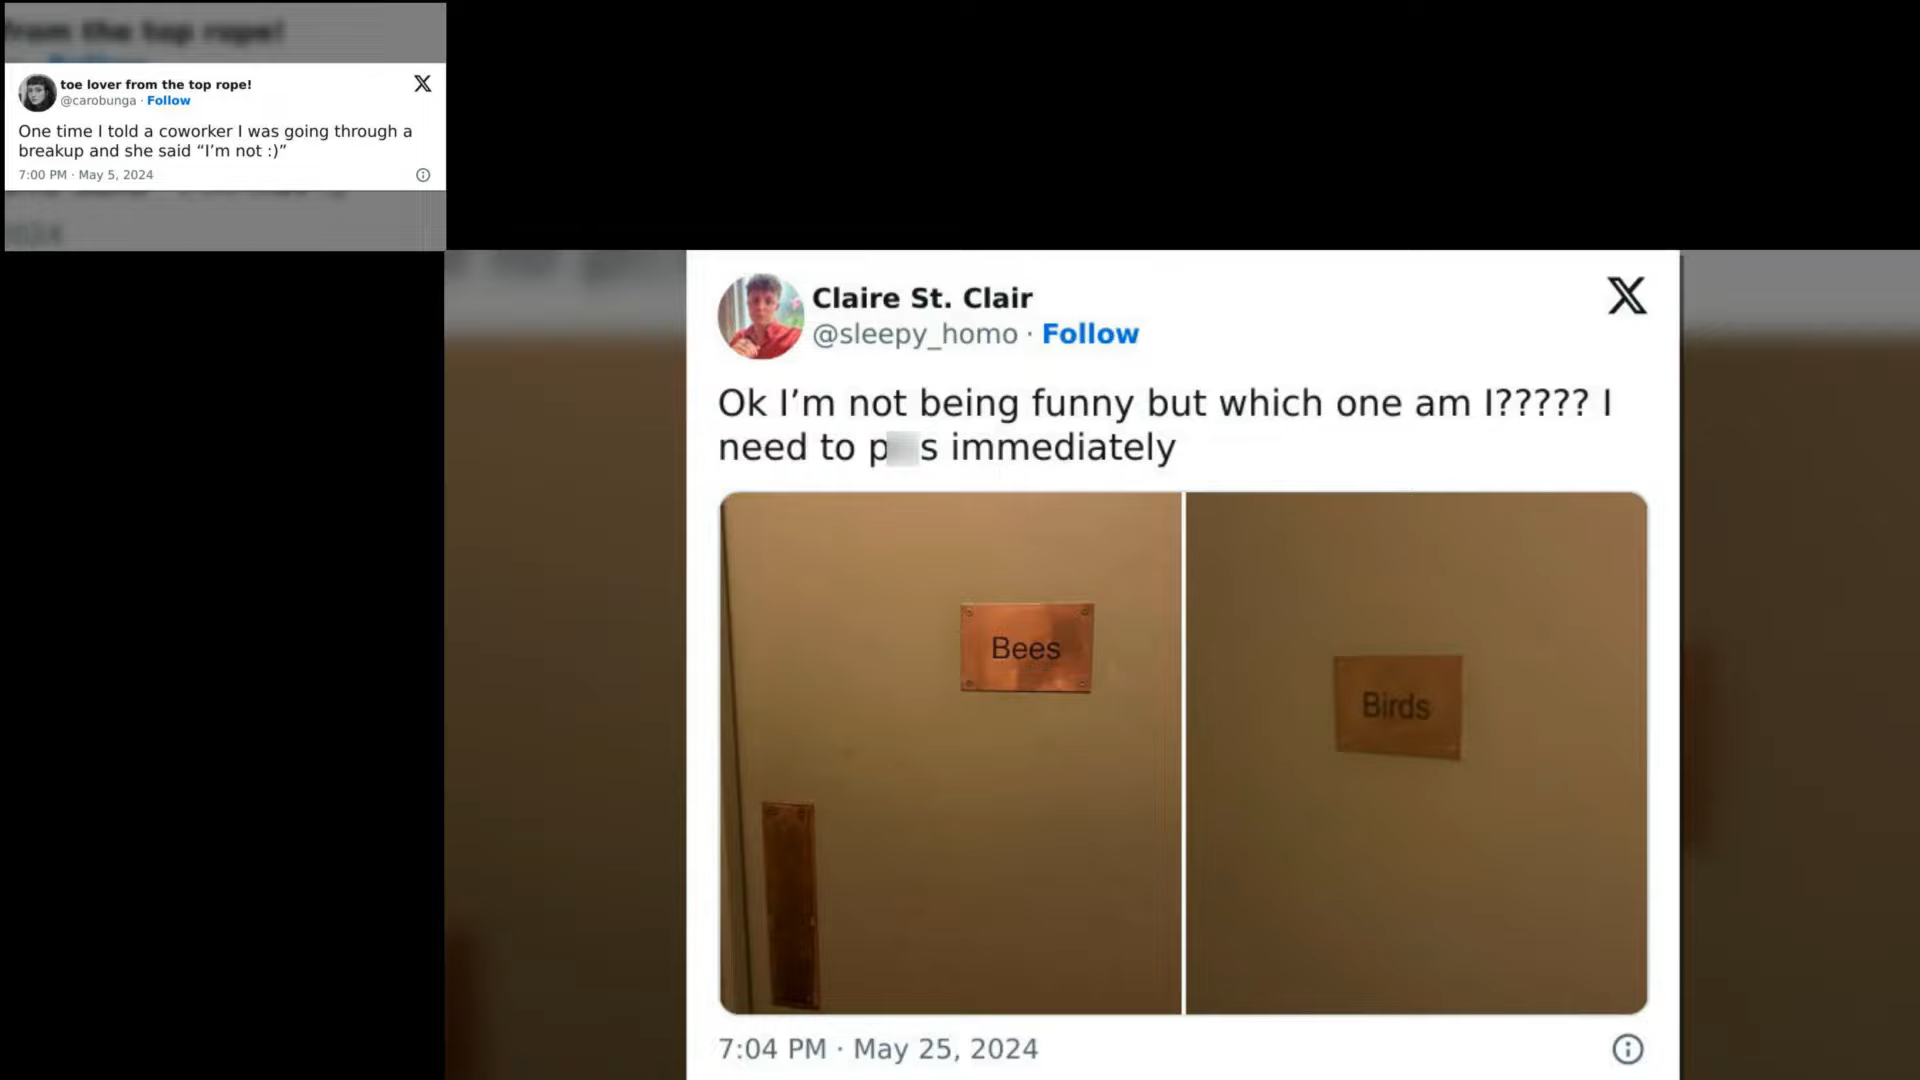 from the top rope!
toe lover from the top rope!
@carobunga · Follow
One time I told a coworker I was going through a
breakup and she said “I’m not :)”
7:00 PM · May 5, 2024
2024
Claire St. Clair
@sleepy_homo · Follow
Ok I’m not being funny but which one am I????? I
need to p s immediately
Bees
Birds
7:04 PM · May 25, 2024